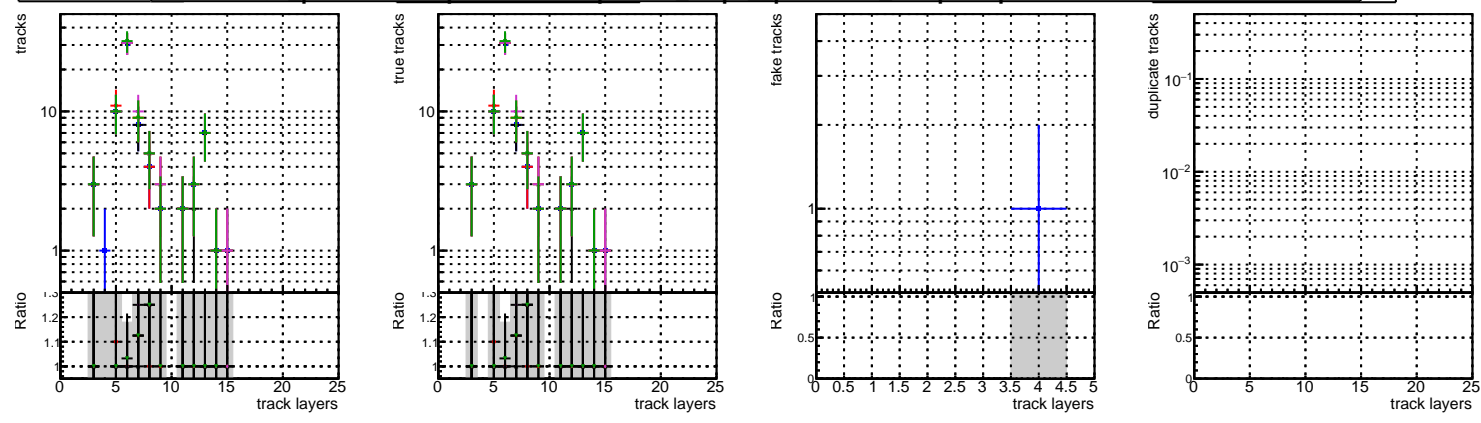 tracks
10
1
Ratio
1.3
1.2
1.1
1
0 5 10 15 20 25
track layers
true tracks
10
1
Ratio
1.3
1.2
1.1
1
0 5 10 15 20 25
track layers
fake tracks
1
Ratio
1
0.5
0
0 0.5 1 1.5 2 2.5 3 3.5 4 4.5 5
track layers
duplicate tracks
10⁻¹
10⁻²
10⁻³
Ratio
1
0.5
0
0 5 10 15 20 25
track layers